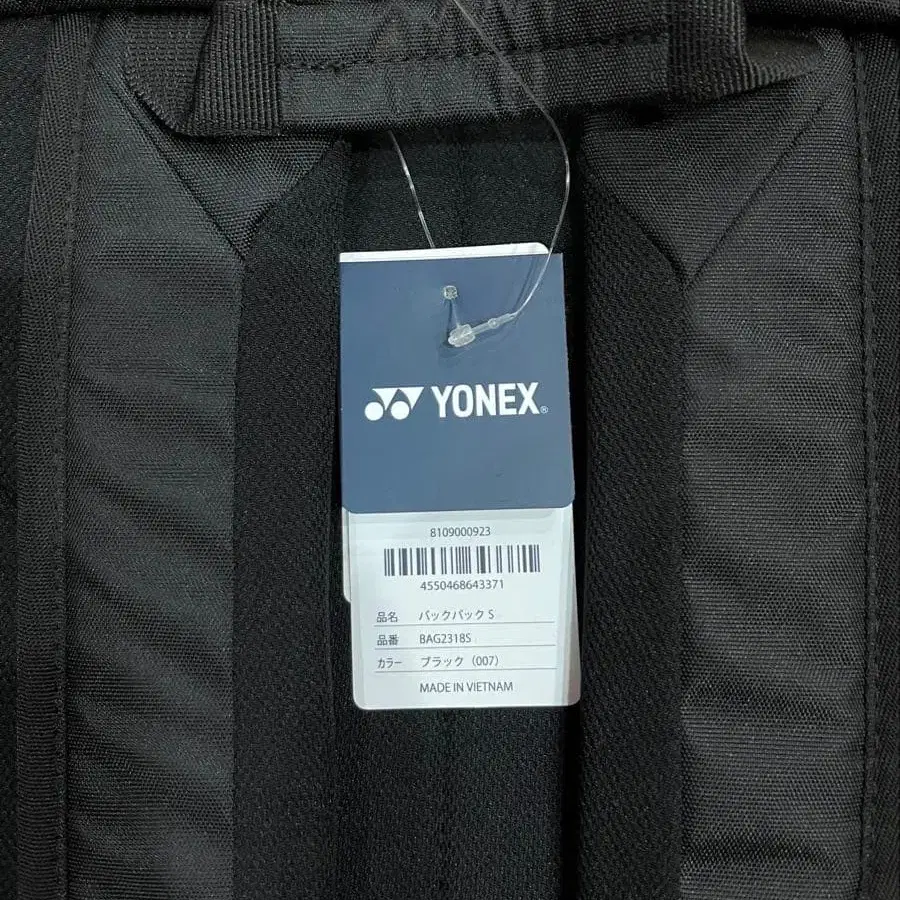 YONEX®
8109000923
4550468643371
品名 バックパック S
品番 BAG2318S
カラー ブラック（007）
MADE IN VIETNAM